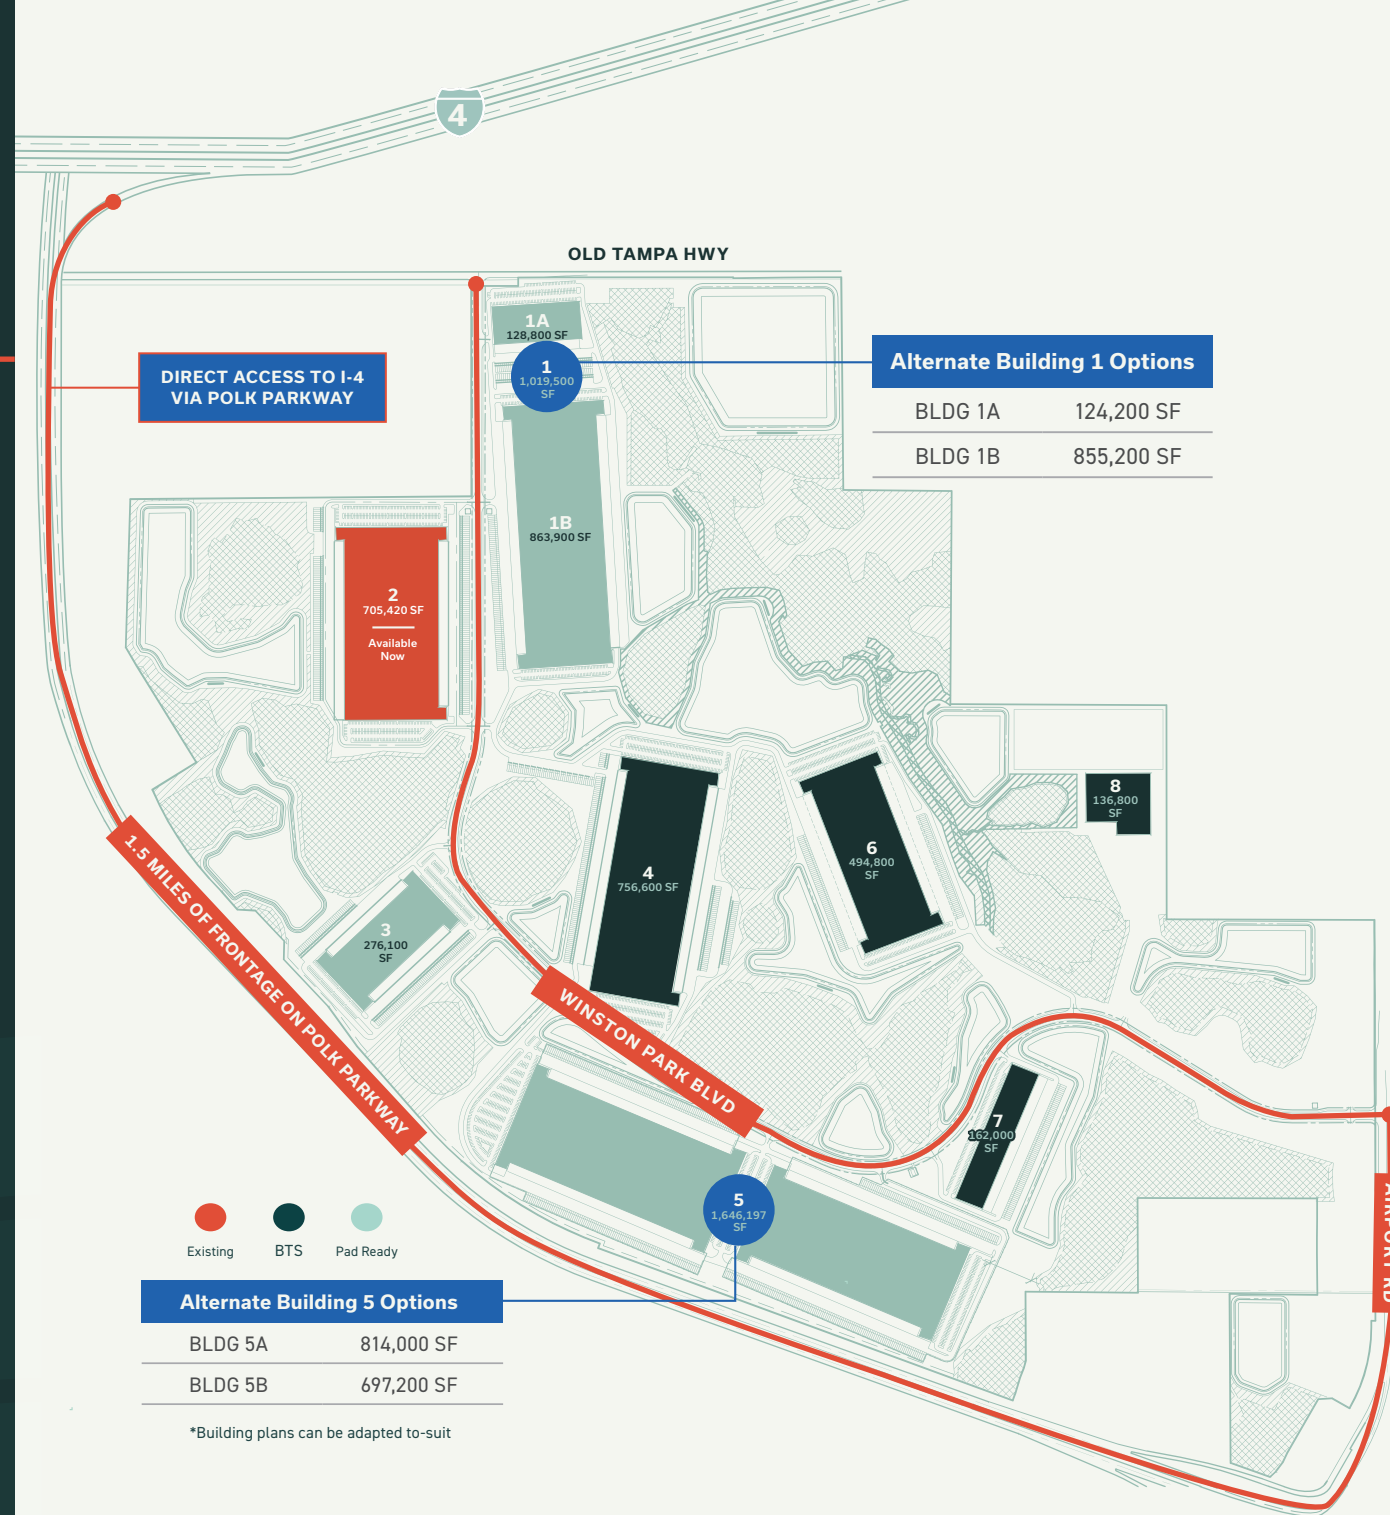 4
OLD TAMPA HWY
1A
128,800 SF
1
1,019,500
SF
Alternate Building 1 Options
BLDG 1A 124,200 SF
BLDG 1B 855,200 SF
DIRECT ACCESS TO I-4
VIA POLK PARKWAY
1B
863,900 SF
2
705,420 SF
Available
Now
8
136,800
SF
6
494,800
SF
4
756,600 SF
3
276,100
SF
1.5 MILES OF FRONTAGE ON POLK PARKWAY
WINSTON PARK BLVD
7
162,000
SF
5
1,646,197
SF
AIRPORT RD
Existing BTS Pad Ready
Alternate Building 5 Options
BLDG 5A 814,000 SF
BLDG 5B 697,200 SF
*Building plans can be adapted to-suit